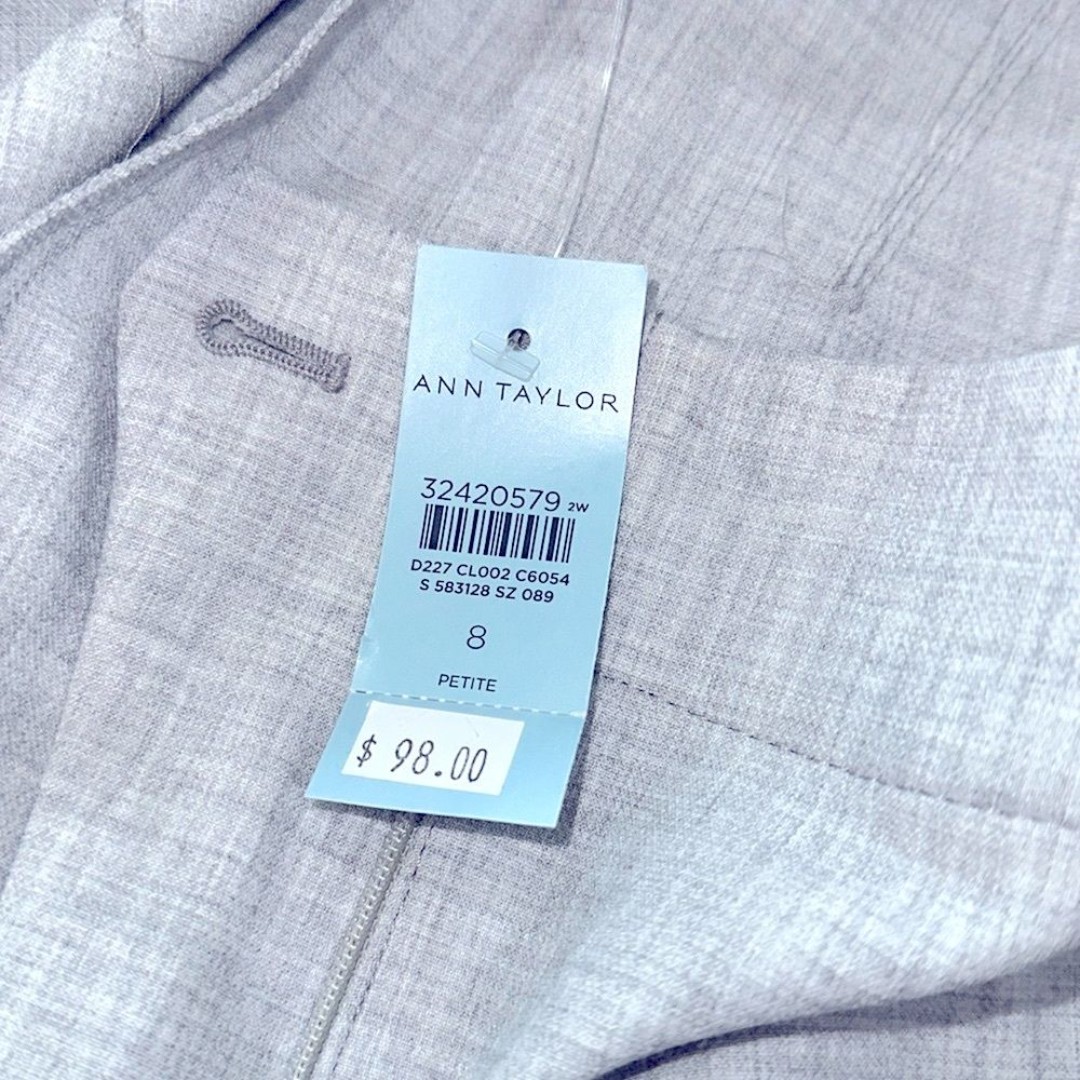 ANN TAYLOR
32420579 2W
D227 CL002 C6054
S 583128 SZ 089
8
PETITE
$ 98.00